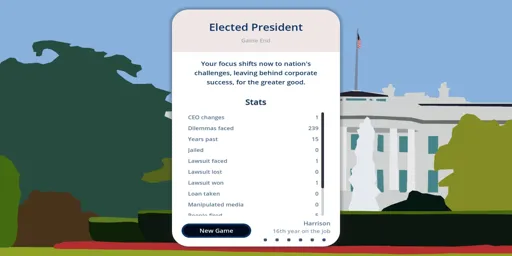 Elected President
Game End
Your focus shifts now to nation's
challenges, leaving behind corporate
success, for the greater good.
Stats
CEO changes 1
Dilemmas faced 239
Years past 15
Jailed 0
Lawsuit faced 1
Lawsuit lost 0
Lawsuit won 1
Loan taken 0
Manipulated media 0
New Game
Harrison
16th year on the job